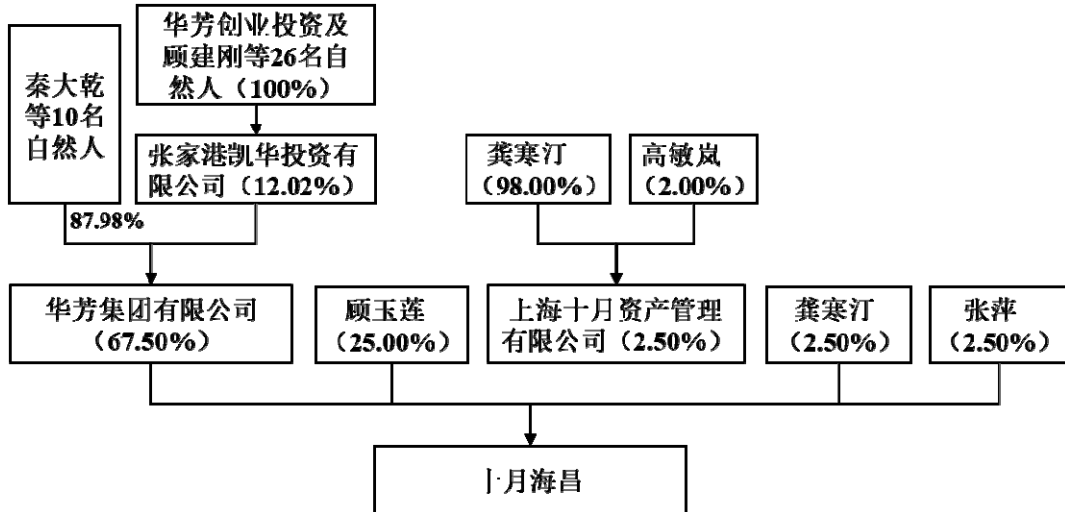 华芳创业投资及
顾建刚等26名自
然人（100%）
秦大乾
等10名
自然人
张家港凯华投资有
限公司（12.02%）
龚寒汀
（98.00%）
高敏岚
（2.00%）
87.98%
华芳集团有限公司
（67.50%）
顾玉莲
（25.00%）
上海十月资产管理
有限公司（2.50%）
龚寒汀
（2.50%）
张萍
（2.50%）
十月海昌